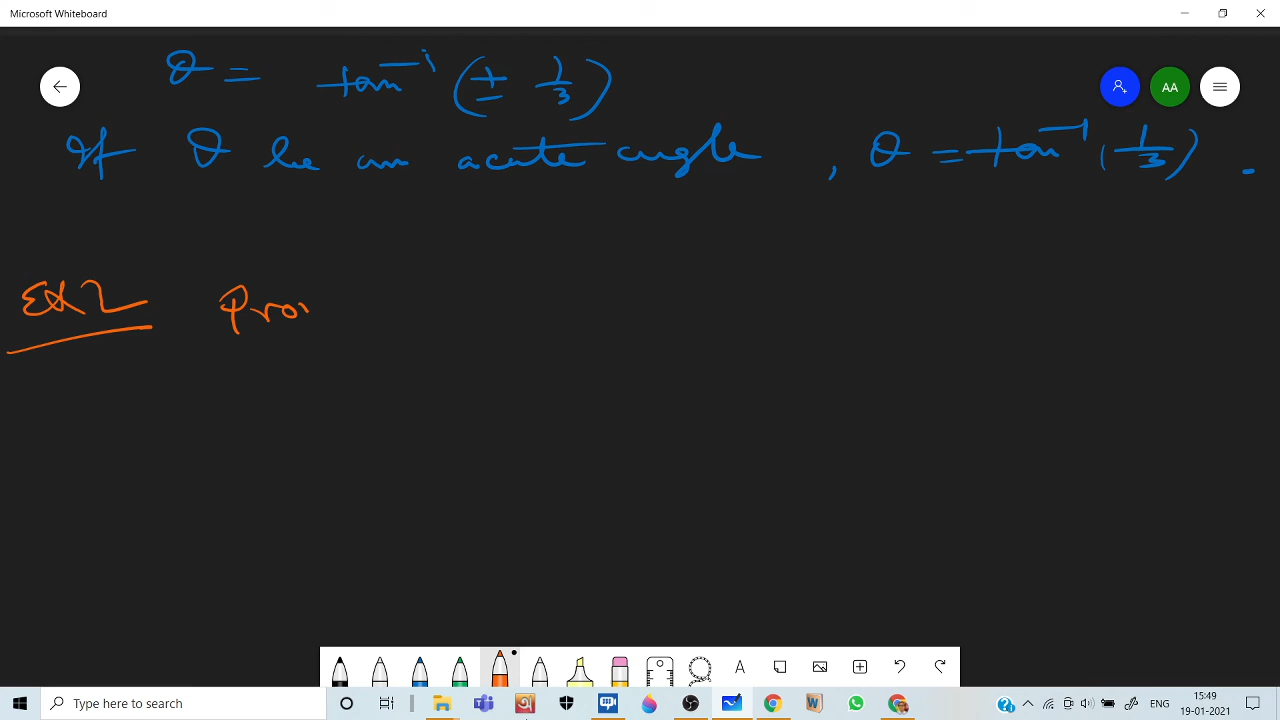 Microsoft Whiteboard
θ = tan⁻¹ (± 1/3)
If θ be an acute angle, θ = tan⁻¹ (1/3).
AA
Ex 2 Pro
A
Type here to search
ENG
15:49
19-01-2021